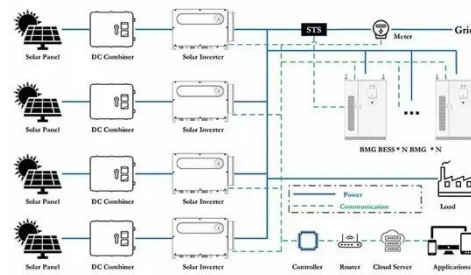 STS
Meter
Grid
Solar Panel DC Combiner Solar Inverter
Solar Panel DC Combiner Solar Inverter
BMG BESS * N BMG * N
Solar Panel DC Combiner Solar Inverter
Power
Communication
Load
Solar Panel DC Combiner Solar Inverter
Controller Router Cloud Server Application